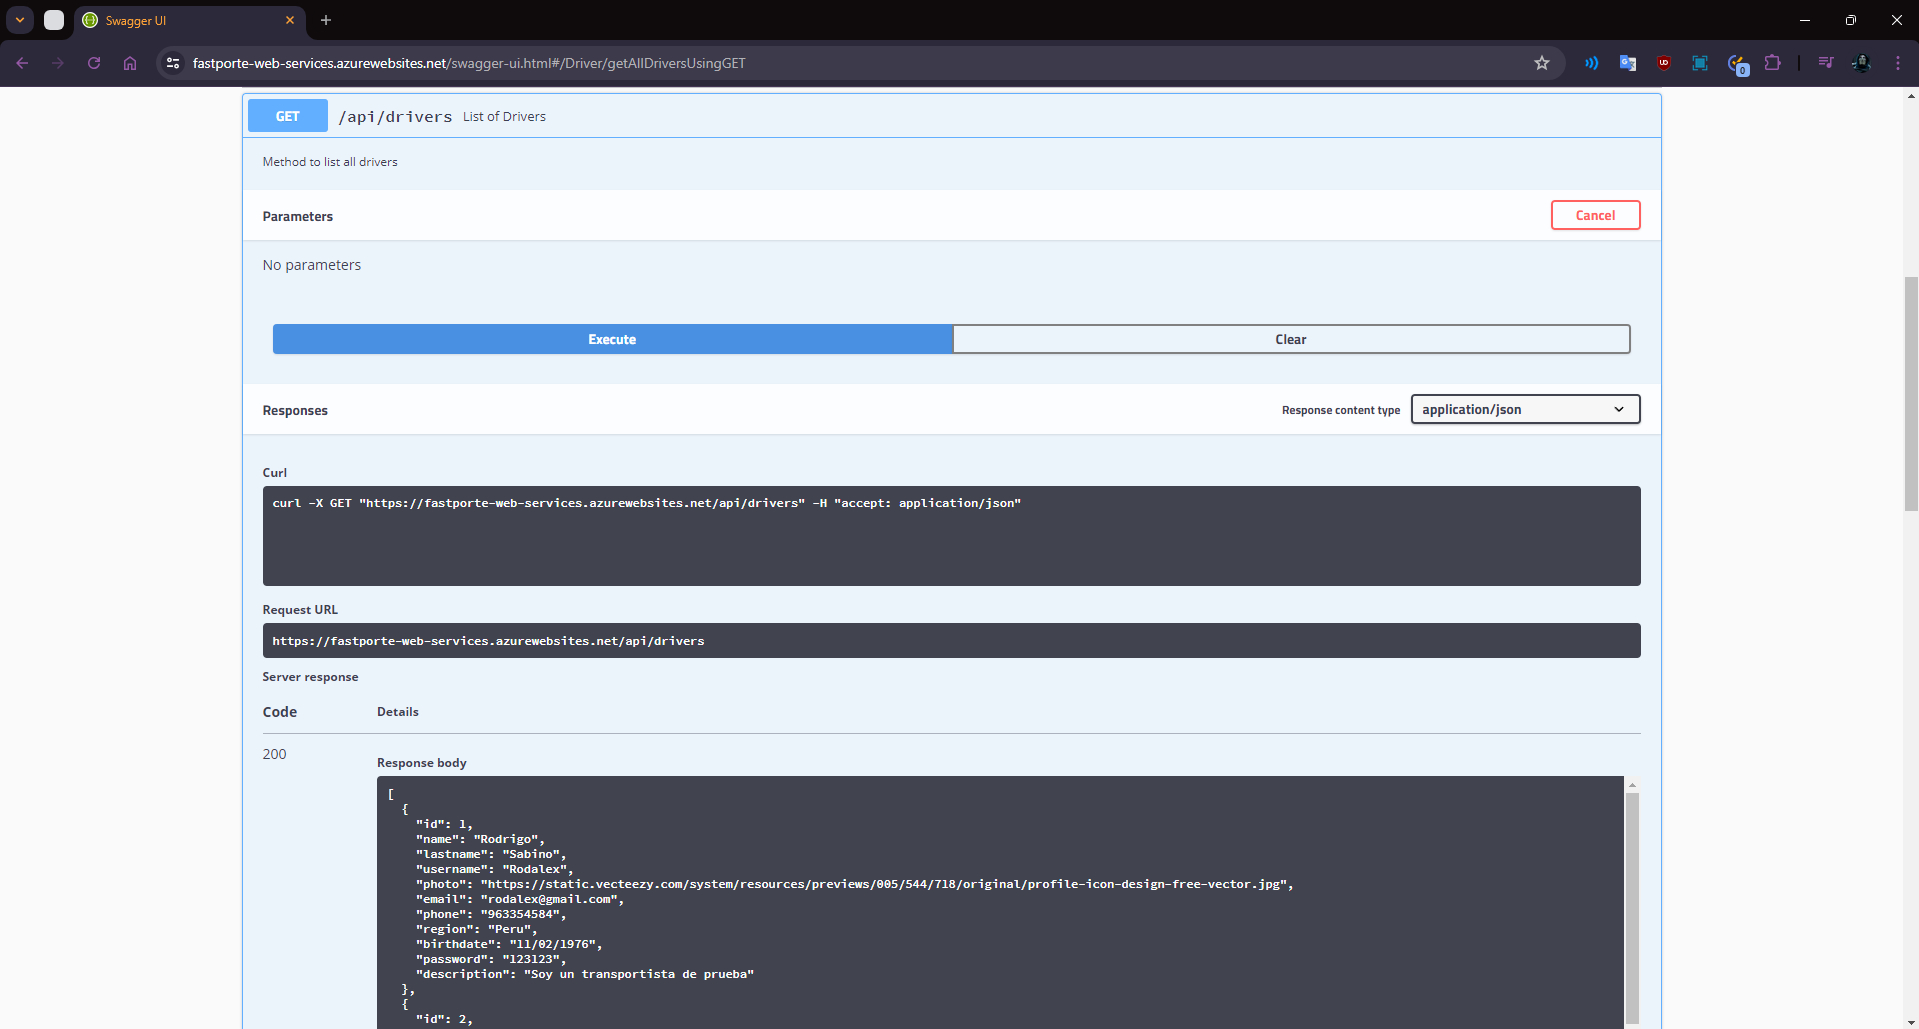 Swagger UI
fastporte-web-services.azurewebsites.net/swagger-ui.html#/Driver/getAllDriversUsingGET
0
GET /api/drivers List of Drivers
Method to list all drivers
Parameters
Cancel
No parameters
Execute
Clear
Responses
Response content type
application/json
Curl
curl -X GET "https://fastporte-web-services.azurewebsites.net/api/drivers" -H "accept: application/json"
Request URL
https://fastporte-web-services.azurewebsites.net/api/drivers
Server response
Code
Details
200
Response body
[
{
"id": 1,
"name": "Rodrigo",
"lastname": "Sabino",
"username": "Rodalex",
"photo": "https://static.vecteezy.com/system/resources/previews/005/544/718/original/profile-icon-design-free-vector.jpg",
"email": "rodalex@gmail.com",
"phone": "963354584",
"region": "Peru",
"birthdate": "11/02/1976",
"password": "123123",
"description": "Soy un transportista de prueba"
},
{
"id": 2,